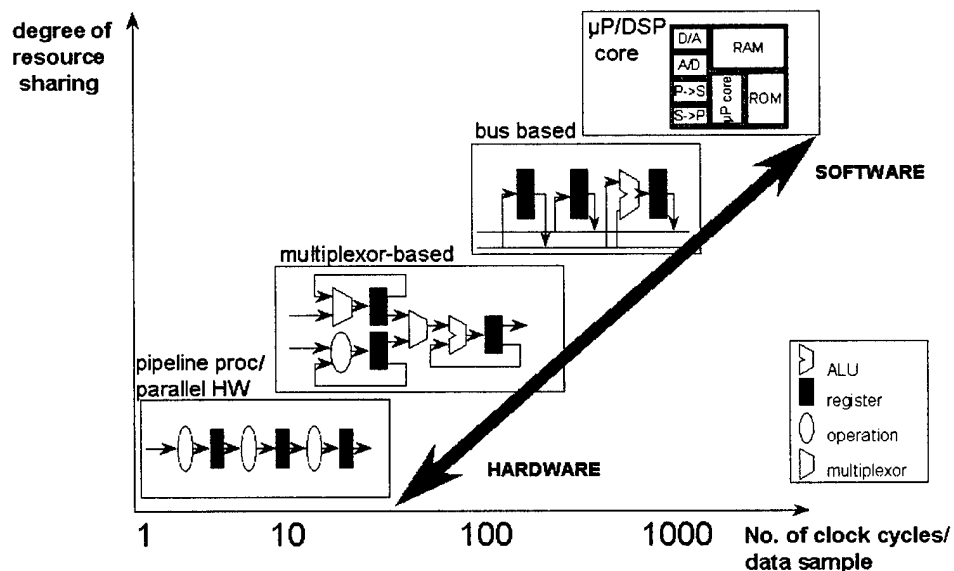 degree of
resource
sharing
µP/DSP
core
D/A
A/D
P->S
S->P
RAM
µP core
ROM
bus based
SOFTWARE
multiplexor-based
pipeline proc/
parallel HW
HARDWARE
ALU
register
operation
multiplexor
1 10 100 1000
No. of clock cycles/
data sample